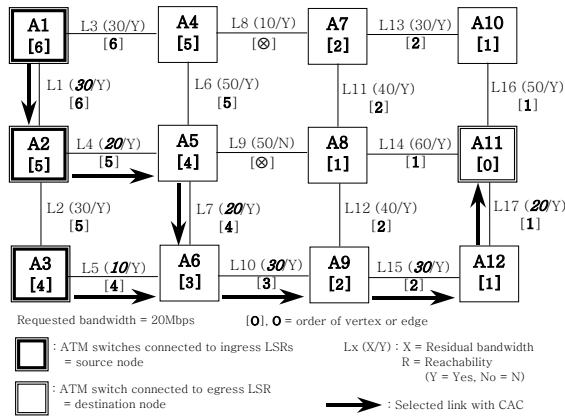 A1 L3 (30/Y) A4 L8 (10/Y) A7 L13 (30/Y) A10
[6] [6] [5] [⊗] [2] [2] [1]
L1 (30/Y) L6 (50/Y) L11 (40/Y) L16 (50/Y)
[6] [5] [2] [1]
A2 L4 (20/Y) A5 L9 (50/N) A8 L14 (60/Y) A11
[5] [5] [4] [⊗] [1] [1] [0]
L2 (30/Y) L7 (20/Y) L12 (40/Y) L17 (20/Y)
[5] [4] [2] [1]
A3 L5 (10/Y) A6 L10 (30/Y) A9 L15 (30/Y) A12
[4] [4] [3] [3] [2] [2] [1]
Requested bandwidth = 20Mbps [0], 0 = order of vertex or edge
: ATM switches connected to ingress LSRs
= source node
Lx (X/Y) : X = Residual bandwidth
R = Reachability
(Y = Yes, No = N)
: ATM switch connected to egress LSR
= destination node
: Selected link with CAC